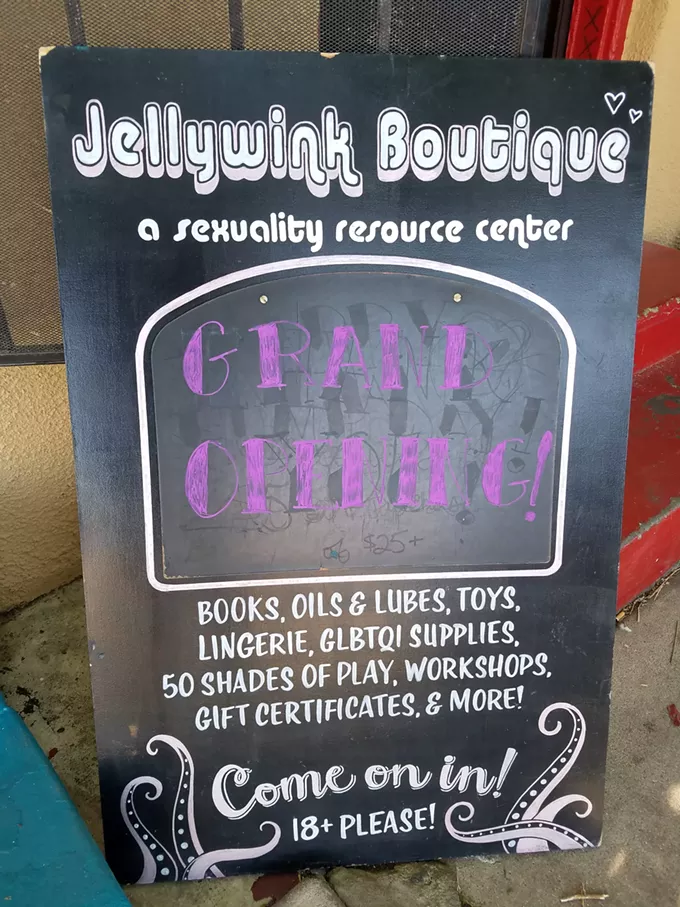 Jellywink Boutique
a sexuality resource center
GRAND
OPENING!
$25+
BOOKS, OILS & LUBES, TOYS,
LINGERIE, GLBTQI SUPPLIES,
50 SHADES OF PLAY, WORKSHOPS,
GIFT CERTIFICATES, & MORE!
Come on in!
18+ PLEASE!